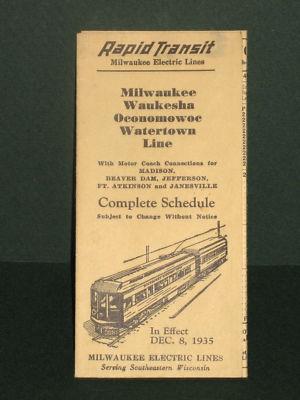 Rapid Transit
Milwaukee Electric Lines
Milwaukee
Waukesha
Oconomowoc
Watertown
Line
With Motor Coach Connections for
MADISON,
BEAVER DAM, JEFFERSON,
FT. ATKINSON and JANESVILLE
Complete Schedule
Subject to Change Without Notice
In Effect
DEC. 8, 1935
MILWAUKEE ELECTRIC LINES
Serving Southeastern Wisconsin